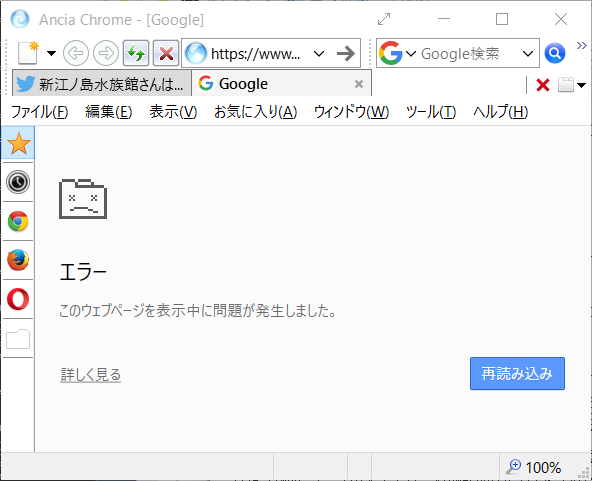 Ancia Chrome - [Google]
https://www...
Google検索
新江ノ島水族館さんは...
Google
ファイル(F) 編集(E) 表示(V) お気に入り(A) ウィンドウ(W) ツール(T) ヘルプ(H)
エラー
このウェブページを表示中に問題が発生しました。
詳しく見る
再読み込み
100%